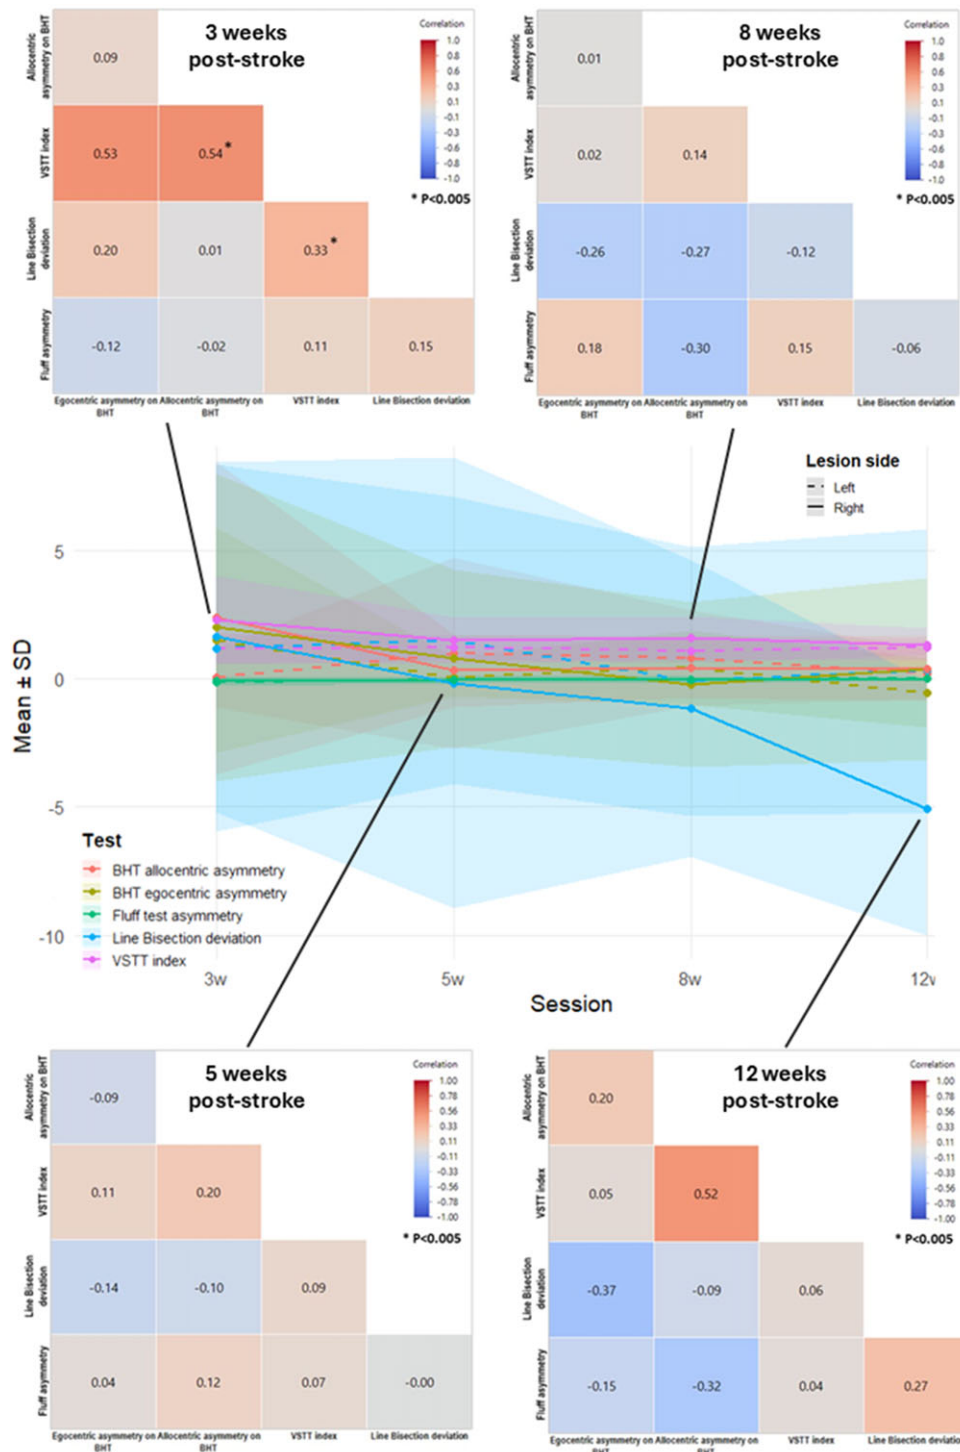 3 weeks
post-stroke
Correlation
1.0
0.8
0.6
0.3
0.1
-0.1
-0.3
-0.6
-0.8
-1.0
* P<0.005
Allocentric
asymmetry on BHT
0.09
VSTT index
0.53 0.54*
Line Bisection
deviation
0.20 0.01 0.33*
Fluff asymmetry
-0.12 -0.02 0.11 0.15
Egocentric asymmetry on
BHT
Allocentric asymmetry on
BHT
VSTT index
Line Bisection deviation
8 weeks
post-stroke
Correlation
1.0
0.8
0.6
0.3
0.1
-0.1
-0.3
-0.6
-0.8
-1.0
* P<0.005
Allocentric
asymmetry on BHT
0.01
VSTT index
0.02 0.14
Line Bisection
deviation
-0.26 -0.27 -0.12
Fluff asymmetry
0.18 -0.30 0.15 -0.06
Egocentric asymmetry on
BHT
Allocentric asymmetry on
BHT
VSTT index
Line Bisection deviation
Lesion side
Left
Right
Mean ± SD
5
0
-5
-10
Test
BHT allocentric asymmetry
BHT egocentric asymmetry
Fluff test asymmetry
Line Bisection deviation
VSTT index
3w 5w 8w 12w
Session
5 weeks
post-stroke
Correlation
1.00
0.78
0.56
0.33
0.11
-0.11
-0.33
-0.56
-0.78
-1.00
* P<0.005
Allocentric
asymmetry on BHT
-0.09
VSTT index
0.11 0.20
Line Bisection
deviation
-0.14 -0.10 0.09
Fluff asymmetry
0.04 0.12 0.07 -0.00
Egocentric asymmetry on
BHT
Allocentric asymmetry on
BHT
VSTT index
Line Bisection deviation
12 weeks
post-stroke
Correlation
1.00
0.78
0.56
0.33
0.11
-0.11
-0.33
-0.56
-0.78
-1.00
* P<0.005
Allocentric
asymmetry on BHT
0.20
VSTT index
0.05 0.52
Line Bisection
deviation
-0.37 -0.09 0.06
Fluff asymmetry
-0.15 -0.32 0.04 0.27
Egocentric asymmetry on
BHT
Allocentric asymmetry on
BHT
VSTT index
Line Bisection deviation